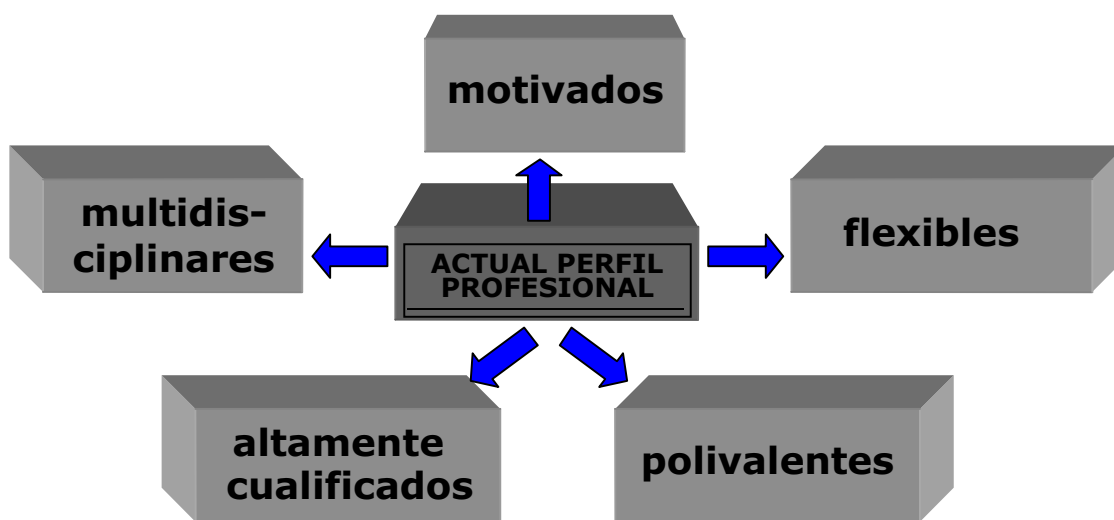 motivados
multidis-
ciplinares
flexibles
ACTUAL PERFIL
PROFESIONAL
altamente
cualificados
polivalentes